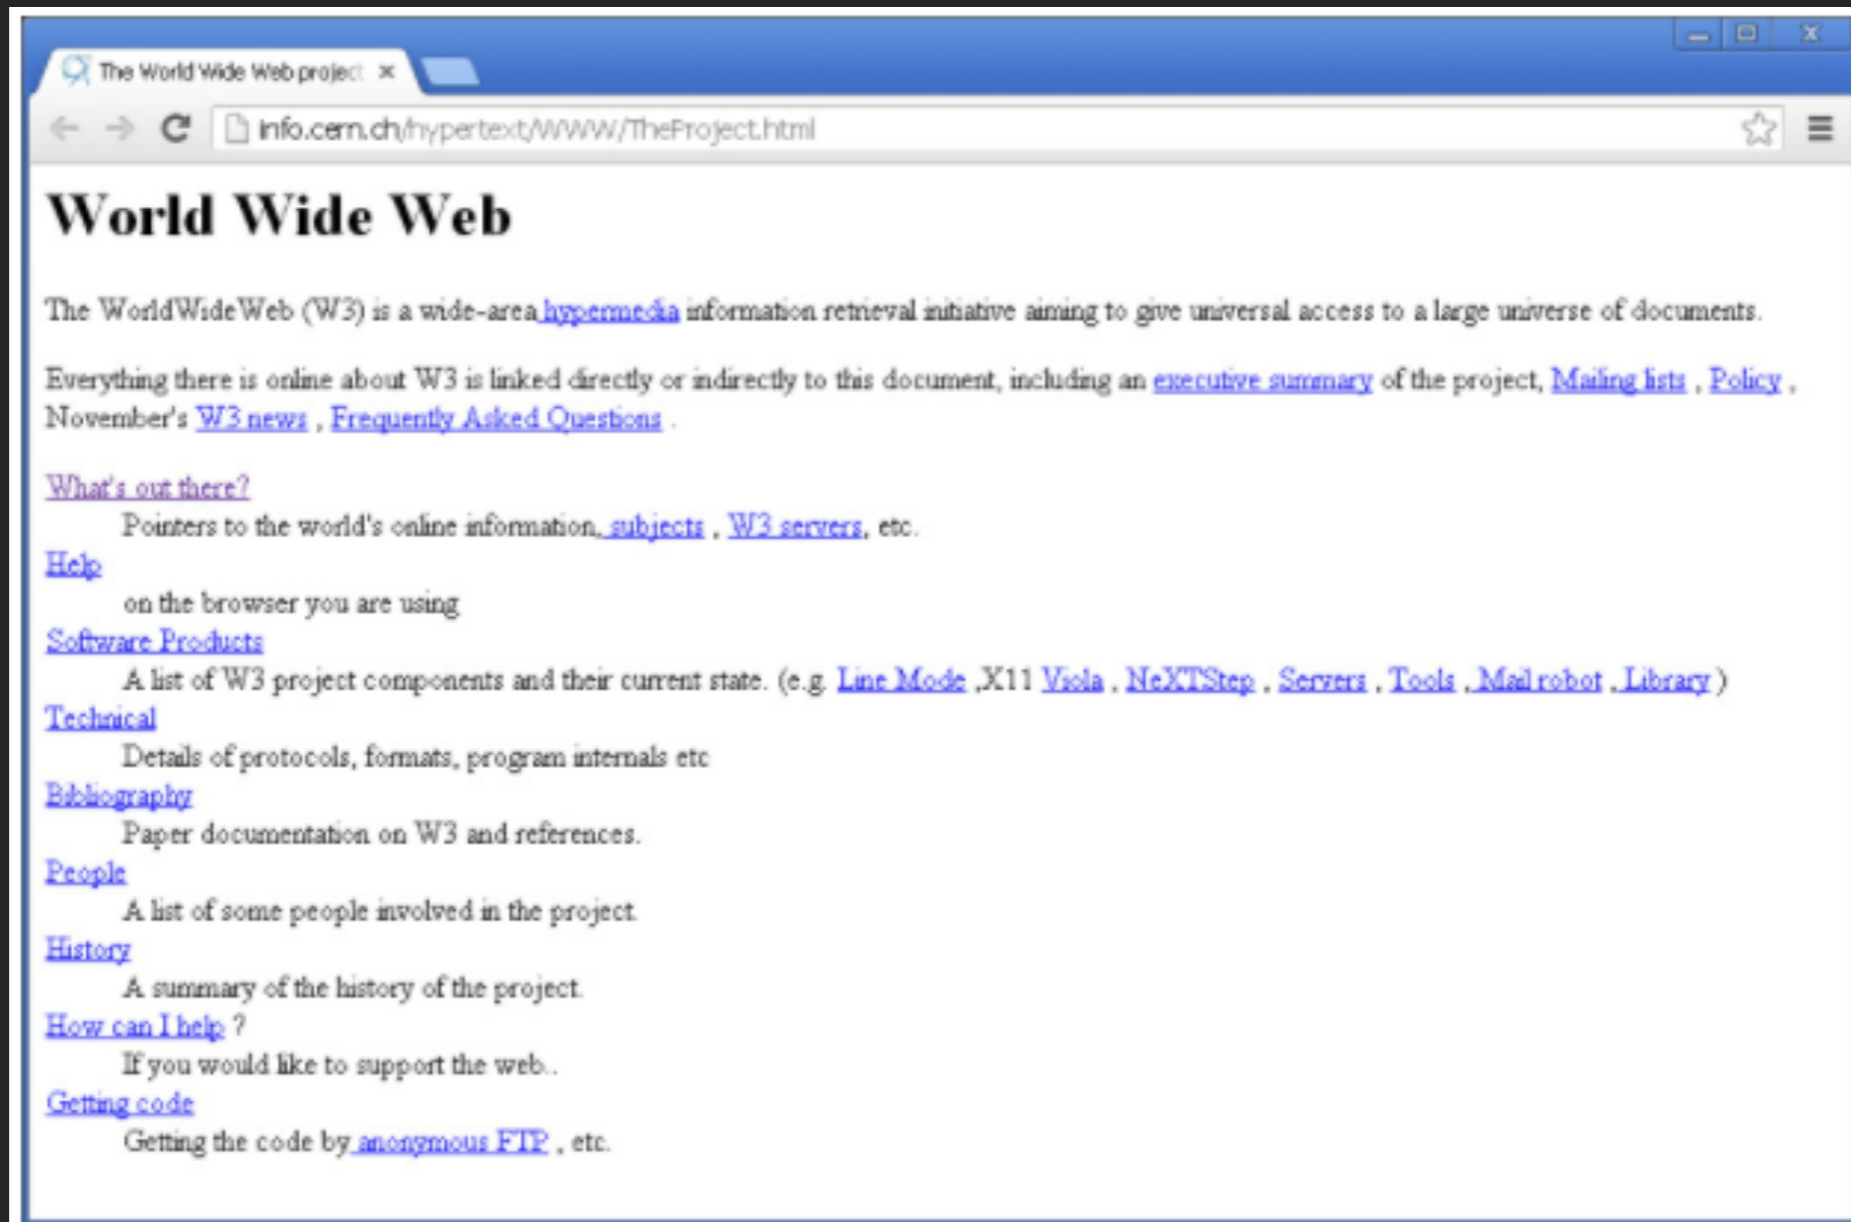 The World Wide Web project
info.cern.ch/hypertext/WWW/TheProject.html
World Wide Web
The WorldWideWeb (W3) is a wide-area hypermedia information retrieval initiative aiming to give universal access to a large universe of documents.
Everything there is online about W3 is linked directly or indirectly to this document, including an executive summary of the project, Mailing lists , Policy ,
November's W3 news , Frequently Asked Questions .
What's out there?
Pointers to the world's online information, subjects , W3 servers, etc.
Help
on the browser you are using
Software Products
A list of W3 project components and their current state. (e.g. Line Mode ,X11 Viola , NeXTStep , Servers , Tools , Mail robot , Library )
Technical
Details of protocols, formats, program internals etc
Bibliography
Paper documentation on W3 and references.
People
A list of some people involved in the project.
History
A summary of the history of the project.
How can I help ?
If you would like to support the web..
Getting code
Getting the code by anonymous FTP , etc.